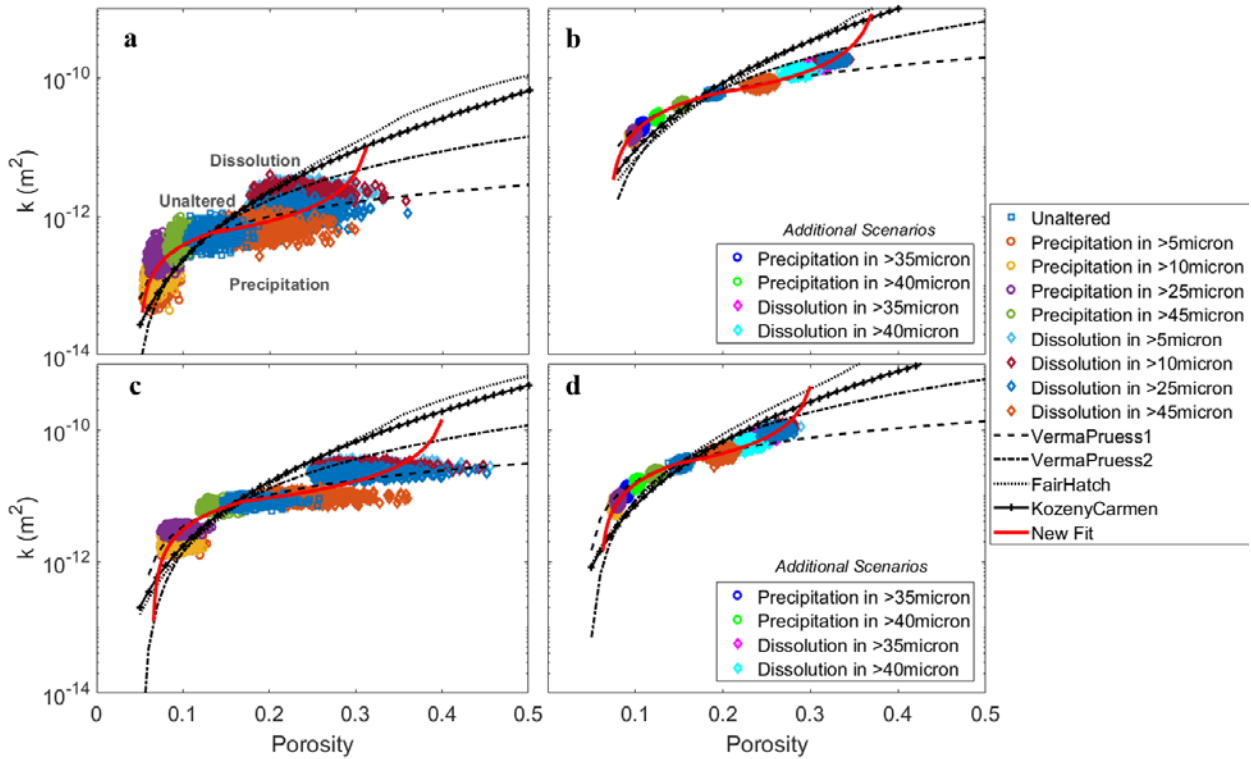 a
b
k (m²)
10⁻¹⁰
10⁻¹²
10⁻¹⁴
Dissolution
Unaltered
Precipitation
Additional Scenarios
Precipitation in >35micron
Precipitation in >40micron
Dissolution in >35micron
Dissolution in >40micron
c
d
k (m²)
10⁻¹⁰
10⁻¹²
10⁻¹⁴
Additional Scenarios
Precipitation in >35micron
Precipitation in >40micron
Dissolution in >35micron
Dissolution in >40micron
0 0.1 0.2 0.3 0.4 0.5
0.1 0.2 0.3 0.4 0.5
Porosity
Porosity
Unaltered
Precipitation in >5micron
Precipitation in >10micron
Precipitation in >25micron
Precipitation in >45micron
Dissolution in >5micron
Dissolution in >10micron
Dissolution in >25micron
Dissolution in >45micron
VermaPruess1
VermaPruess2
FairHatch
KozenyCarmen
New Fit